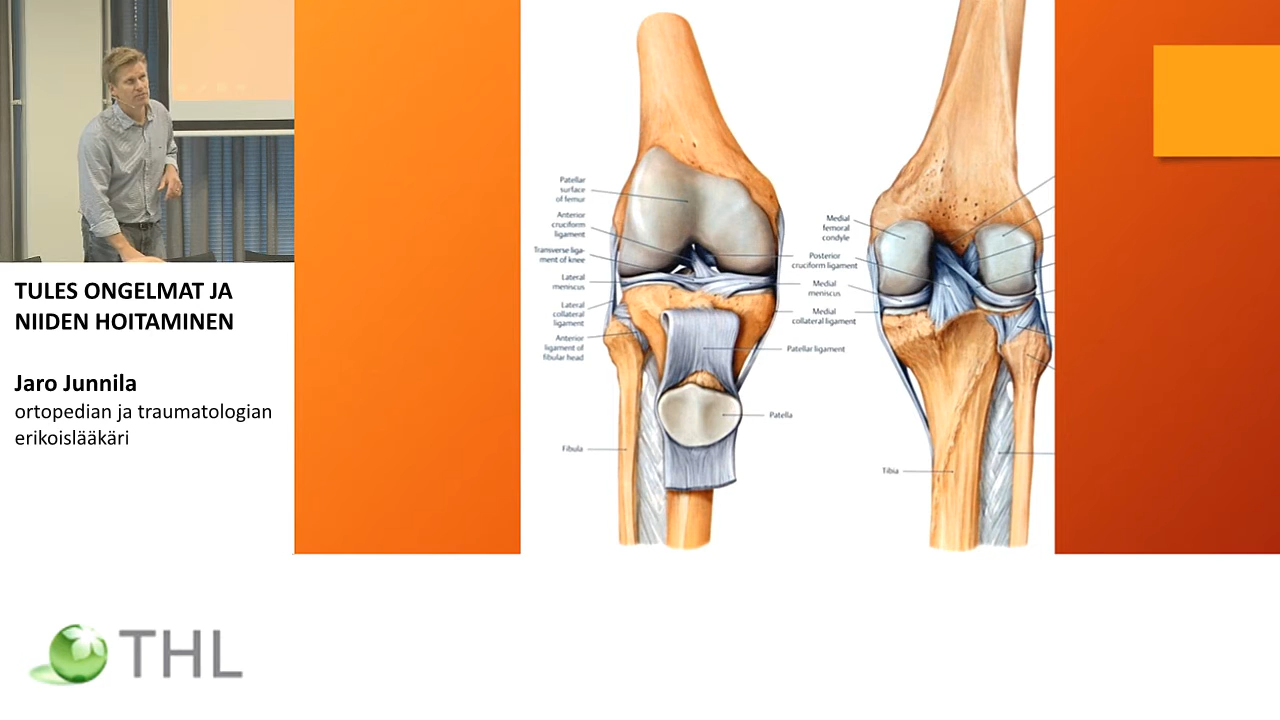 TULES ONGELMAT JA
NIIDEN HOITAMINEN
Jaro Junnila
ortopedian ja traumatologian
erikoislääkäri
THL
Patellar
surface
of femur
Anterior
cruciform
ligament
Transverse liga-
ment of knee
Lateral
meniscus
Lateral
collateral
ligament
Anterior
ligament of
fibular head
Fibula
Medial
femoral
condyle
Posterior
cruciform ligament
Medial
meniscus
Medial
collateral ligament
Patellar ligament
Patella
Tibia